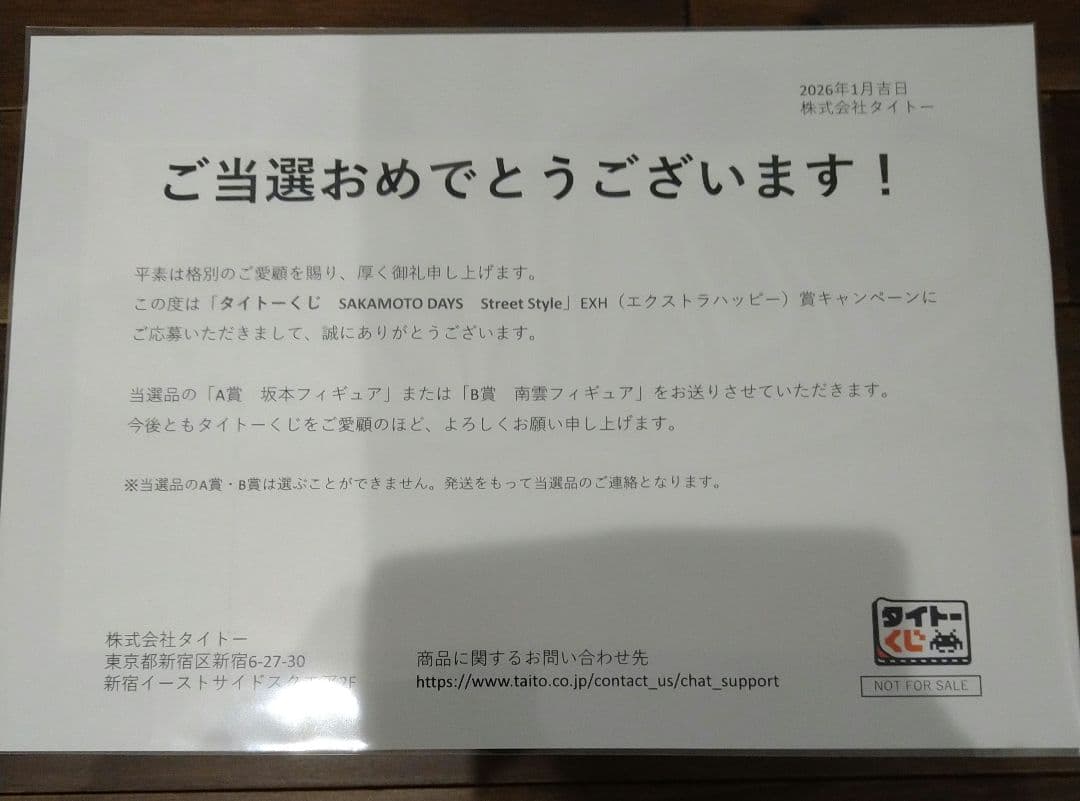 2026年1月吉日
株式会社タイトー
ご当選おめでとうございます！
平素は格別のご愛顧を賜り、厚く御礼申し上げます。
この度は「タイトーくじ　SAKAMOTO DAYS　Street Style」EXH（エクストラハッピー）賞キャンペーンに
ご応募いただきまして、誠にありがとうございます。
当選品の「A賞　坂本フィギュア」または「B賞　南雲フィギュア」をお送りさせていただきます。
今後ともタイトーくじをご愛顧のほど、よろしくお願い申し上げます。
※当選品のA賞・B賞は選ぶことができません。発送をもって当選品のご連絡となります。
株式会社タイトー
東京都新宿区新宿6-27-30
新宿イーストサイドスクエア2F
商品に関するお問い合わせ先
https://www.taito.co.jp/contact_us/chat_support
タイトー
くじ
NOT FOR SALE